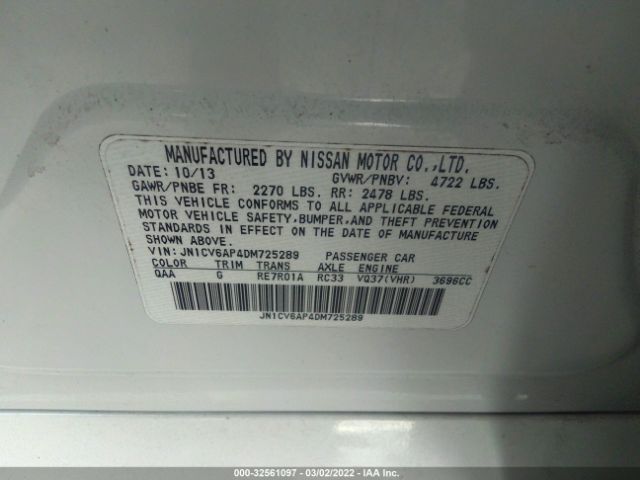 MANUFACTURED BY NISSAN MOTOR CO.,LTD.
DATE: 10/13 GVWR/PNBV: 4722 LBS.
GAWR/PNBE FR: 2270 LBS. RR: 2478 LBS.
THIS VEHICLE CONFORMS TO ALL APPLICABLE FEDERAL
MOTOR VEHICLE SAFETY, BUMPER, AND THEFT PREVENTION
STANDARDS IN EFFECT ON THE DATE OF MANUFACTURE
SHOWN ABOVE.
VIN: JN1CV6AP4DM725289 PASSENGER CAR
COLOR TRIM TRANS AXLE ENGINE
QAA G RE7R01A RC33 VQ37(VHR) 3696CC
JN1CV6AP4DM725289
000-32561097 - 03/02/2022 - IAA Inc.